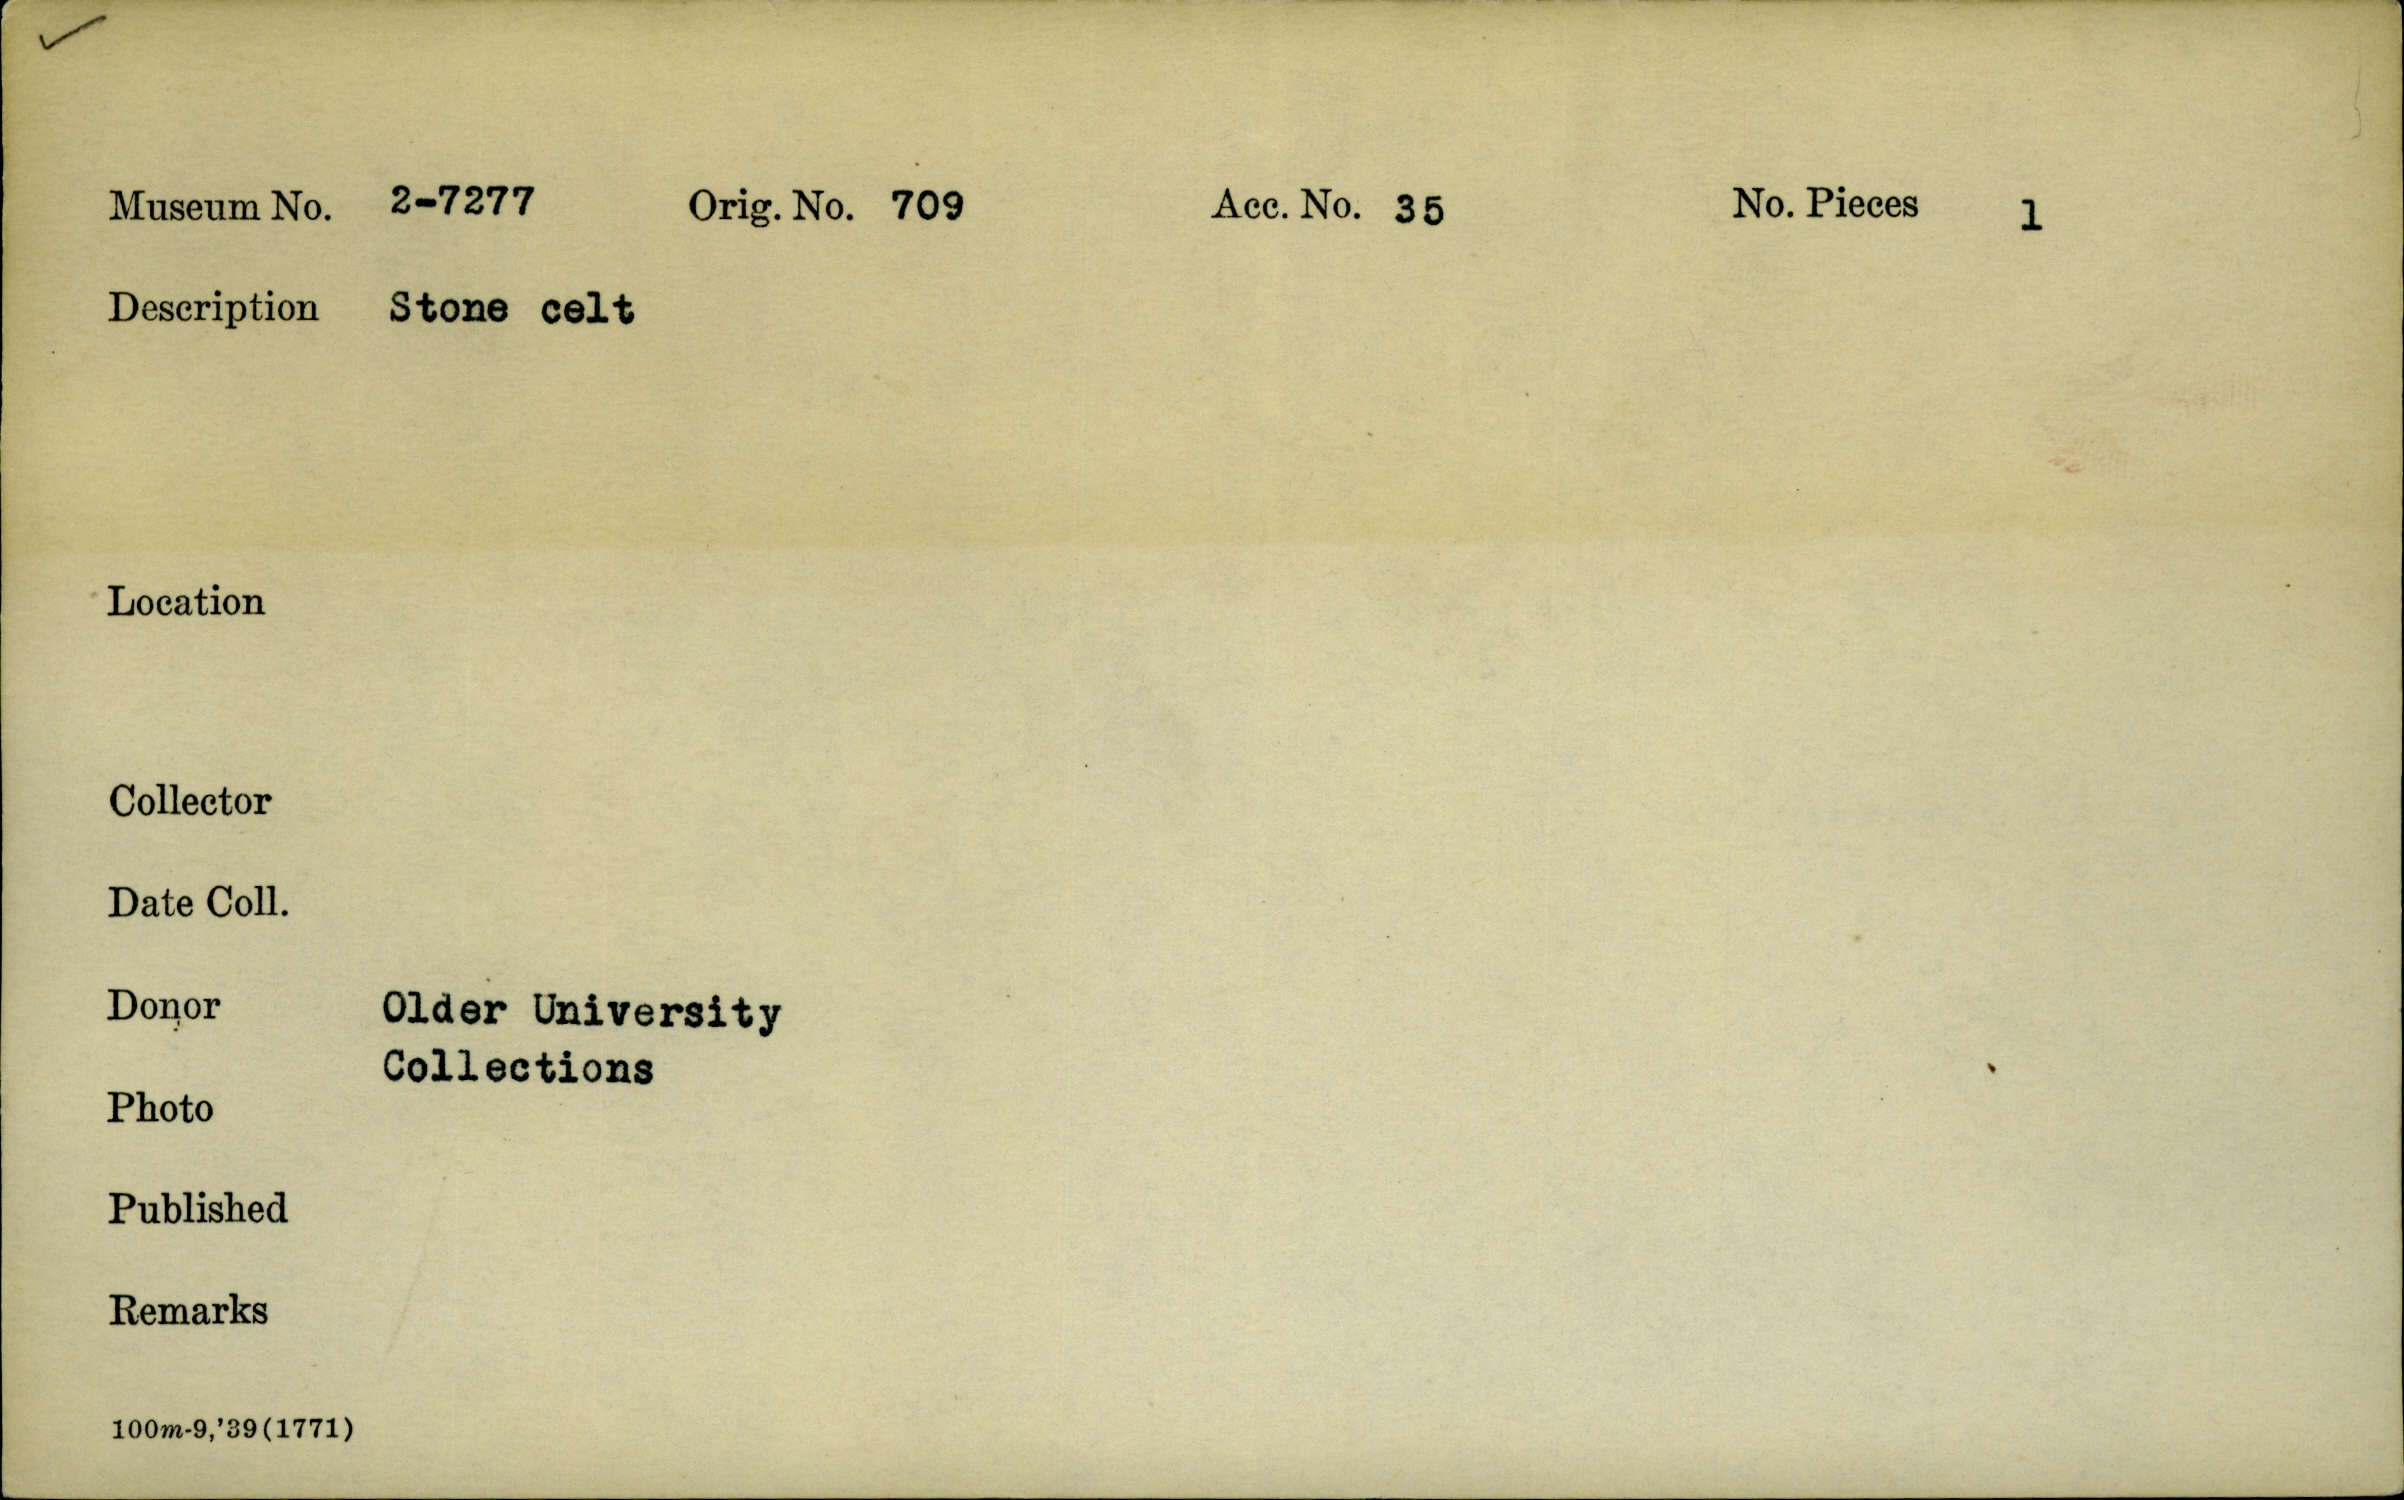 Museum No. 2-7277 Orig. No. 709 Acc. No. 35 No. Pieces 1
Description Stone celt
Location
Collector
Date Coll.
Donor Older University
Collections
Photo
Published
Remarks
100m-9,'39(1771)